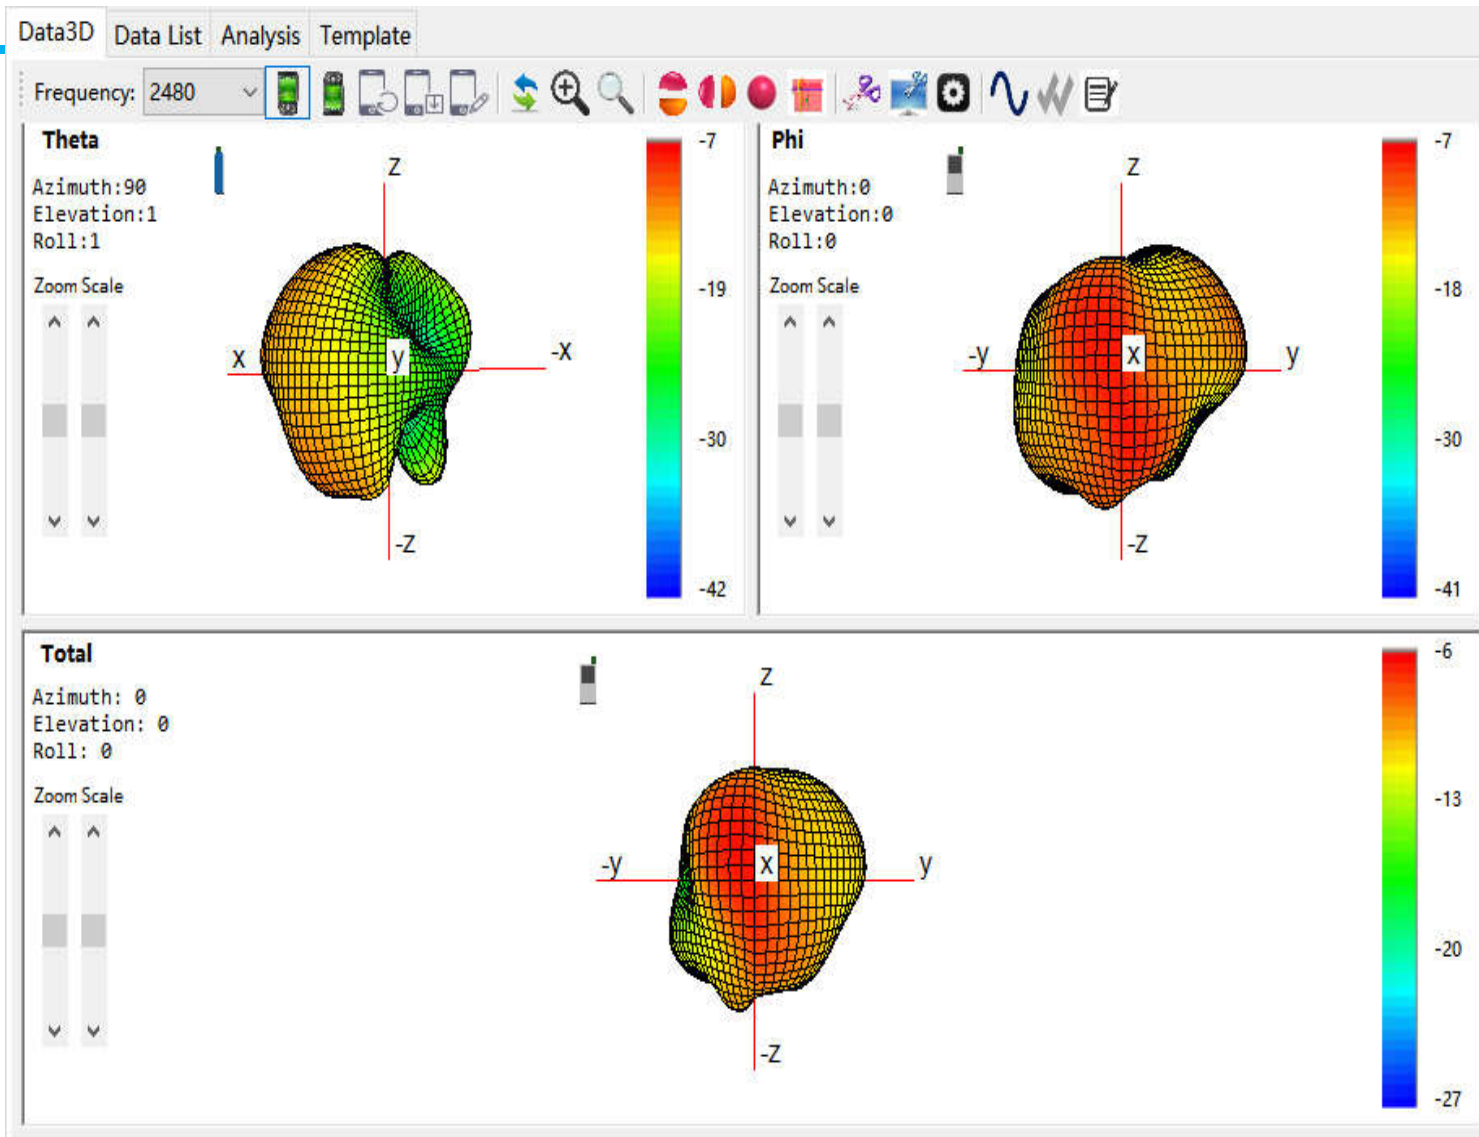 Data3D Data List Analysis Template
Frequency: 2480
Theta
Azimuth:90
Elevation:1
Roll:1
Zoom Scale
Z
X
y
-X
-Z
-7
-19
-30
-42
Phi
Azimuth:0
Elevation:0
Roll:0
Zoom Scale
Z
-y
X
y
-Z
-7
-18
-30
-41
Total
Azimuth: 0
Elevation: 0
Roll: 0
Zoom Scale
Z
-y
X
y
-Z
-6
-13
-20
-27